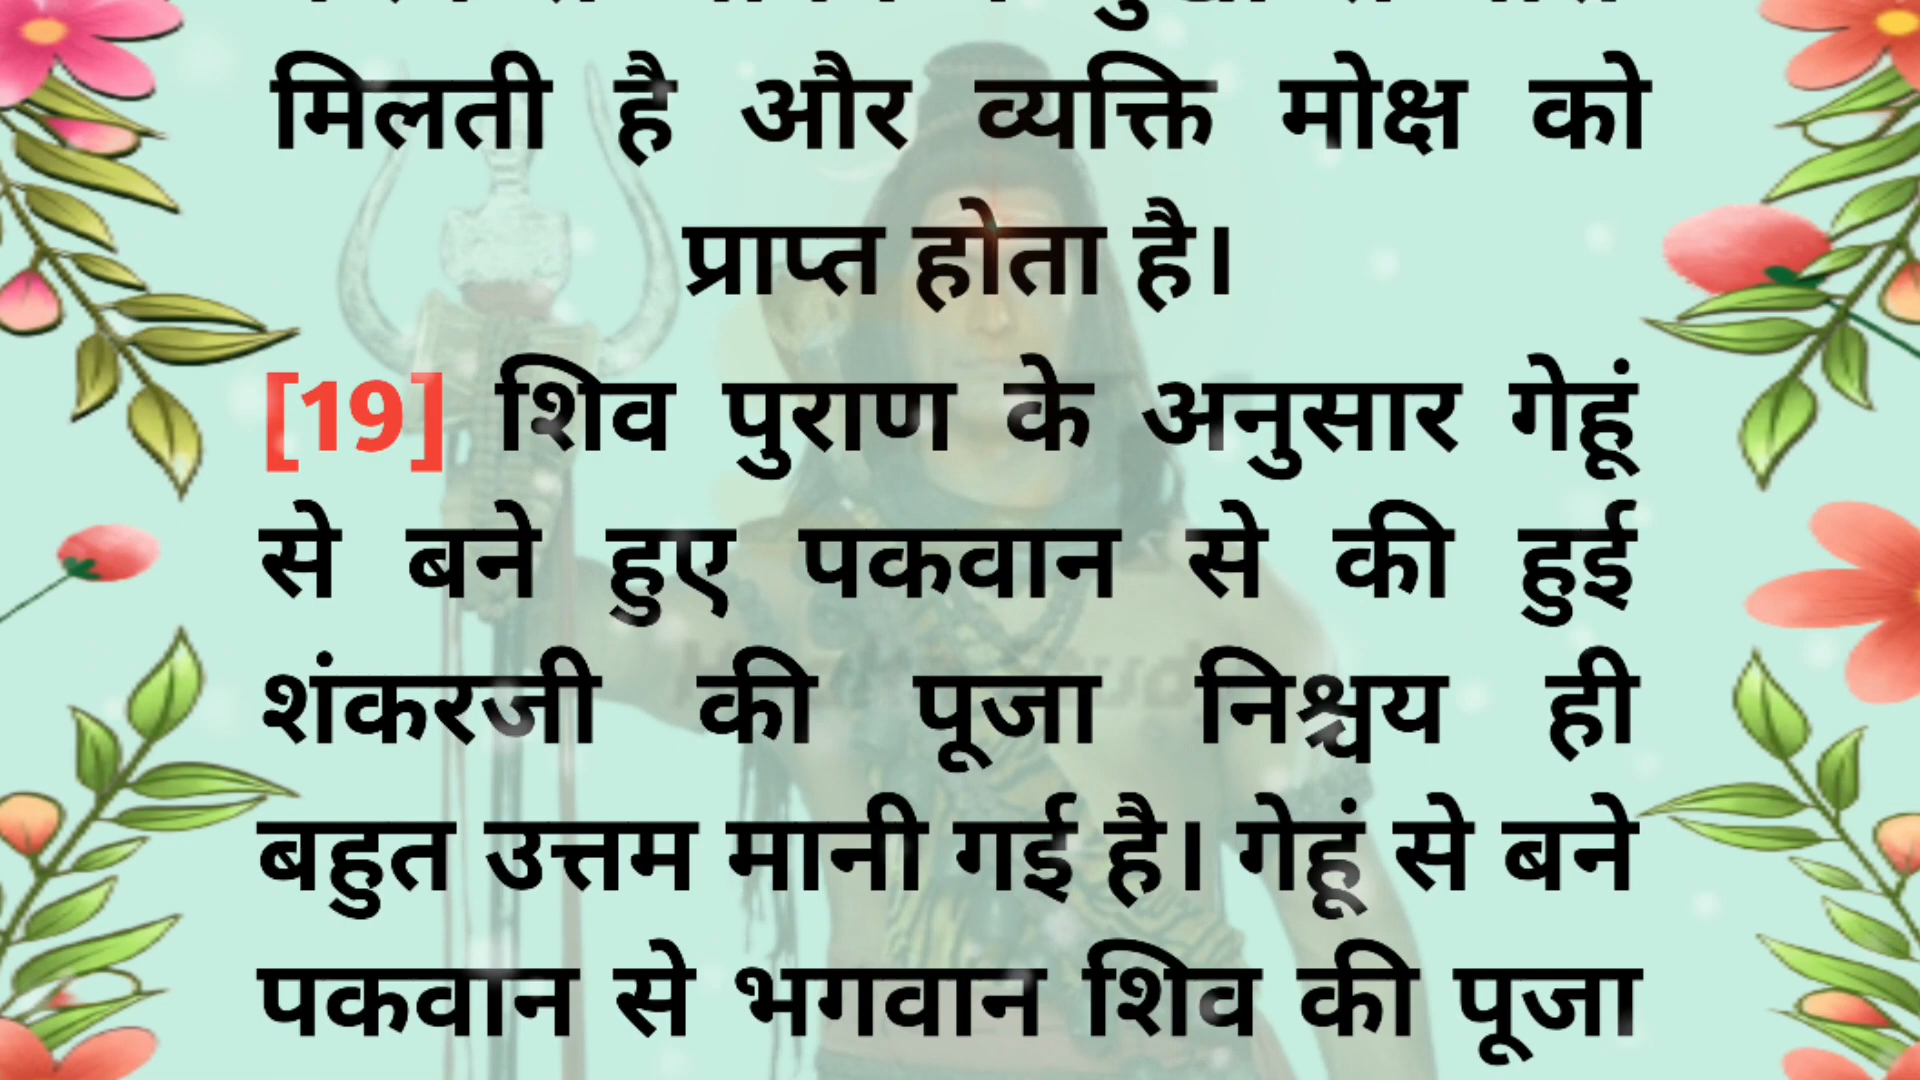 मिलती है और व्यक्ति मोक्ष को
प्राप्त होता है।
[19] शिव पुराण के अनुसार गेहूं
से बने हुए पकवान से की हुई
शंकरजी की पूजा निश्चय ही
बहुत उत्तम मानी गई है। गेहूं से बने
पकवान से भगवान शिव की पूजा